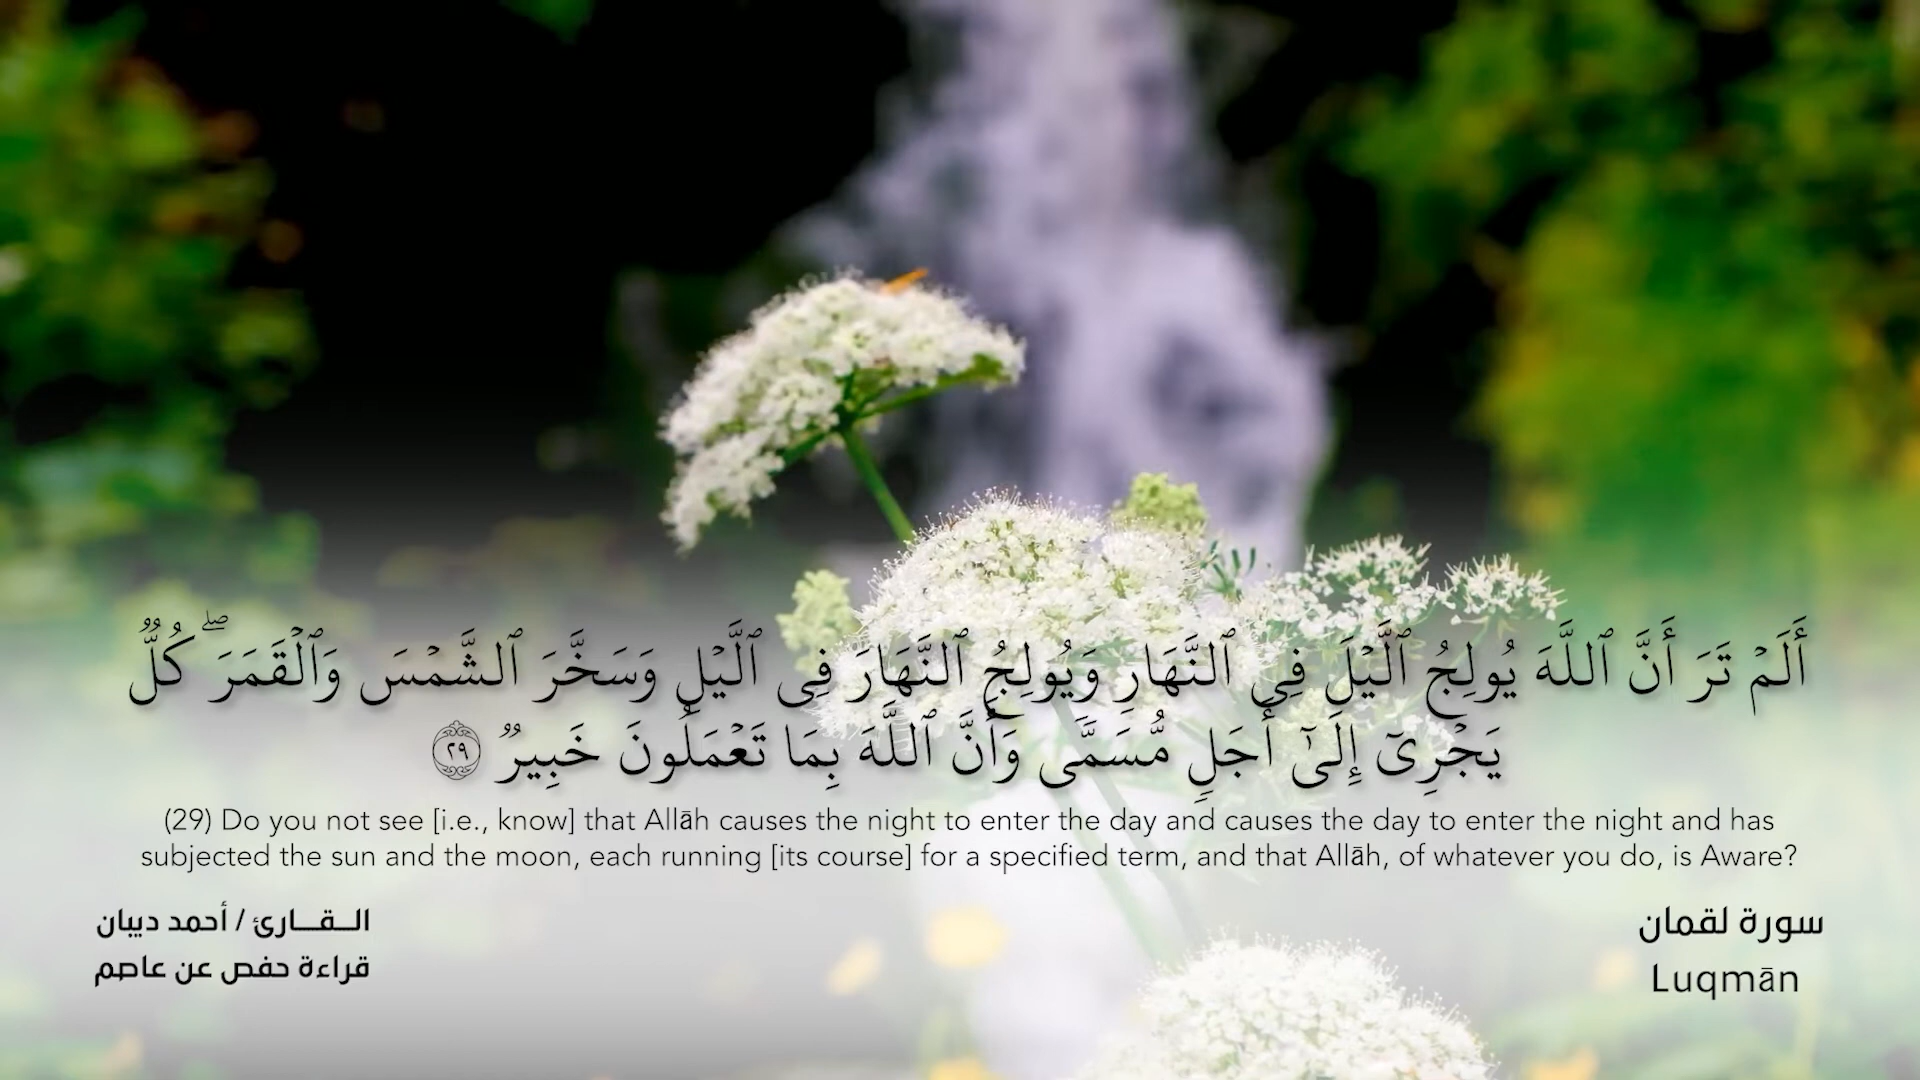 أَلَمۡ تَرَ أَنَّ ٱللَّهَ يُولِجُ ٱلَّيۡلَ فِي ٱلنَّهَارِ وَيُولِجُ ٱلنَّهَارَ فِي ٱلَّيۡلِ وَسَخَّرَ ٱلشَّمۡسَ وَٱلۡقَمَرَۖ كُلࣱّ
يَجۡرِيٓ إِلَىٰٓ أَجَلࣲ مُّسَمࣰّى وَأَنَّ ٱللَّهَ بِمَا تَعۡمَلُونَ خَبِيرࣱ ٢٩
(29) Do you not see [i.e., know] that Allāh causes the night to enter the day and causes the day to enter the night and has
subjected the sun and the moon, each running [its course] for a specified term, and that Allāh, of whatever you do, is Aware?
سورة لقمان
Luqmān
الـقـارئ / أحمد ديبان
قراءة حفص عن عاصم